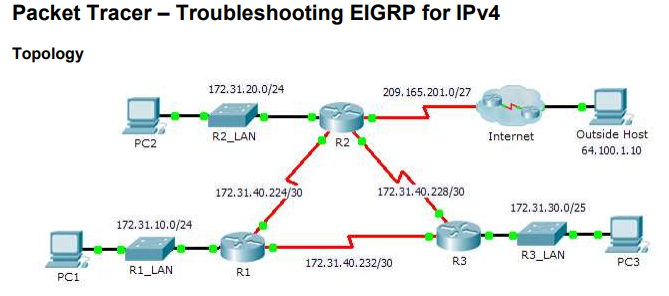 Packet Tracer – Troubleshooting EIGRP for IPv4
Topology
172.31.20.0/24
209.165.201.0/27
PC2
R2_LAN
R2
Internet
Outside Host
64.100.1.10
172.31.40.224/30
172.31.40.228/30
172.31.10.0/24
172.31.30.0/25
PC1
R1_LAN
R1
172.31.40.232/30
R3
R3_LAN
PC3